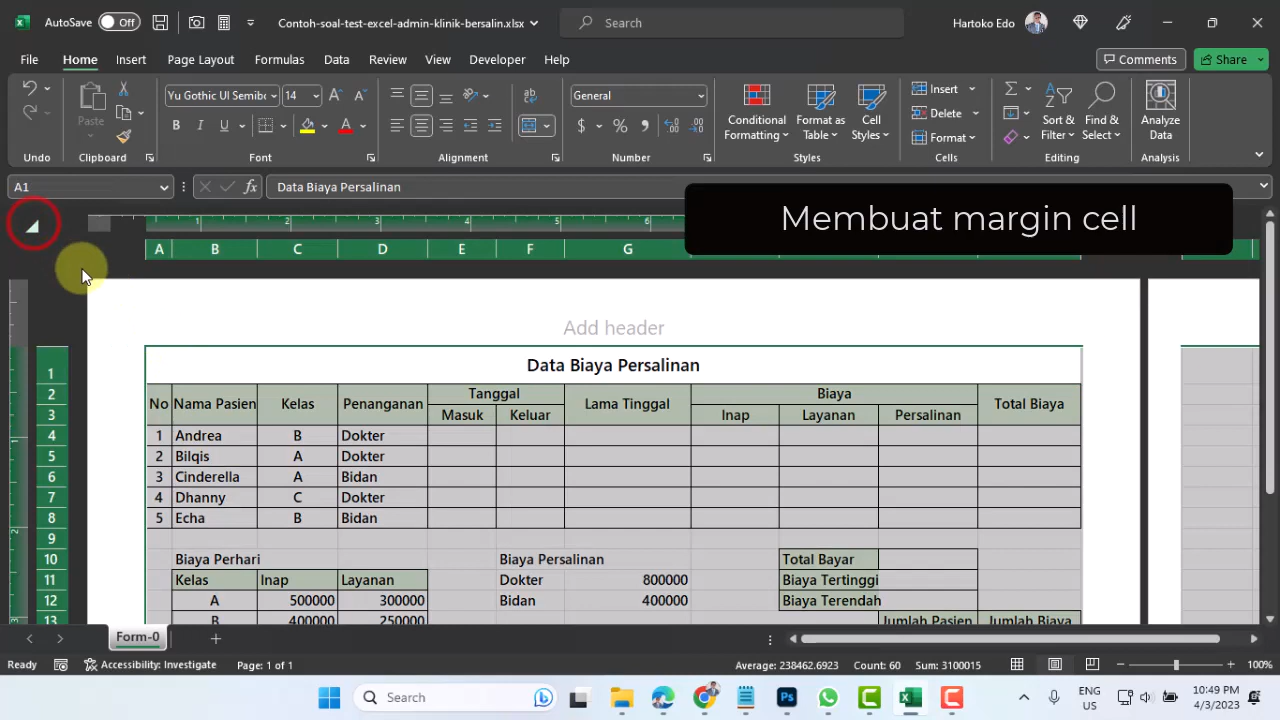 AutoSave Off Contoh-soal-test-excel-admin-klinik-bersalin.xlsx Search Hartoko Edo
File Home Insert Page Layout Formulas Data Review View Developer Help Comments Share
Yu Gothic UI Semibc 14 General Insert
Paste B I U Conditional Formatting Format as Table Cell Styles Delete Sort & Filter Find & Select Analyze Data
Format
Undo Clipboard Font Alignment Number Styles Cells Editing Analysis
A1 fx Data Biaya Persalinan
Membuat margin cell
1 2 3 4 5 6
A B C D E F G
Add header
1 Data Biaya Persalinan
2 No Nama Pasien Kelas Penanganan Tanggal Lama Tinggal Biaya Total Biaya
3 Masuk Keluar Inap Layanan Persalinan
4 1 Andrea B Dokter
5 2 Bilqis A Dokter
6 3 Cinderella A Bidan
7 4 Dhanny C Dokter
8 5 Echa B Bidan
9
10 Biaya Perhari Biaya Persalinan Total Bayar
11 Kelas Inap Layanan Dokter 800000 Biaya Tertinggi
12 A 500000 300000 Bidan 400000 Biaya Terendah
13 B 400000 250000 Jumlah Pasien Jumlah Biaya
Form-0
Ready Accessibility: Investigate Page: 1 of 1 Average: 238462.6923 Count: 60 Sum: 3100015 100%
Search ENG US 10:49 PM 4/3/2023